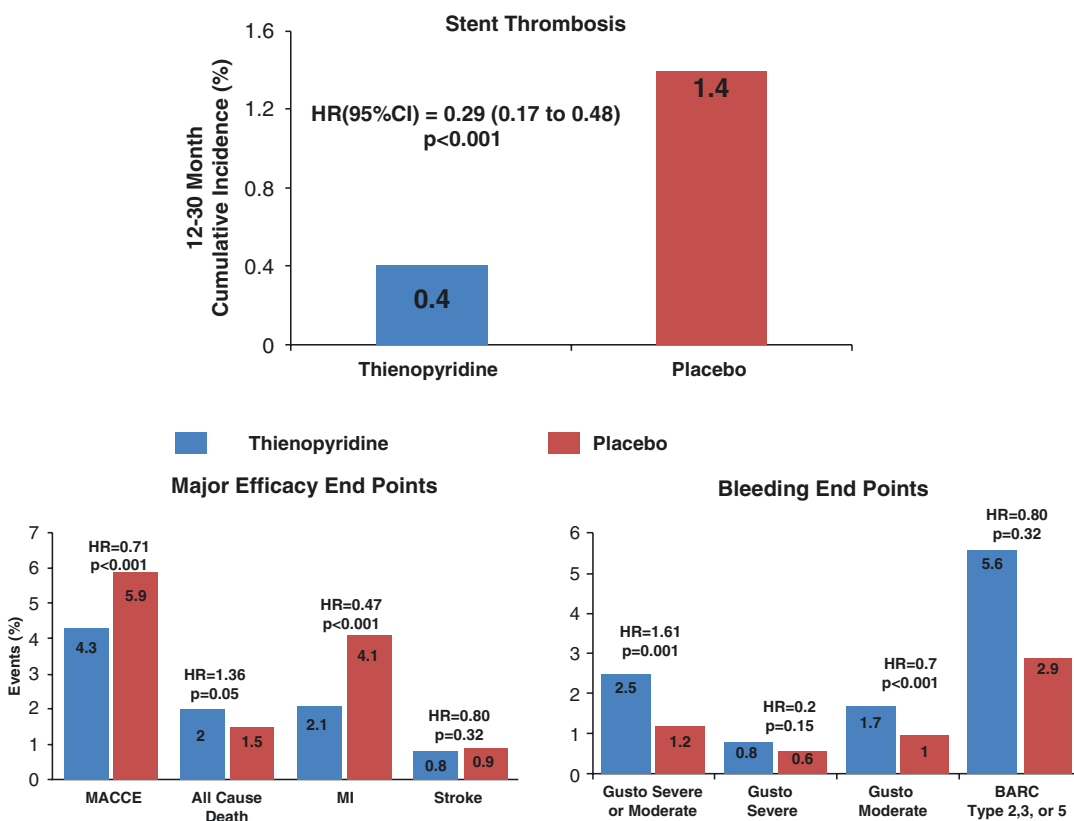 Stent Thrombosis
12-30 Month
Cumulative Incidence (%)
1.6
1.2
0.8
0.4
0
HR(95%CI) = 0.29 (0.17 to 0.48)
p<0.001
0.4
1.4
Thienopyridine
Placebo
Thienopyridine
Placebo
Major Efficacy End Points
Events (%)
7
6
5
4
3
2
1
0
HR=0.71
p<0.001
4.3
5.9
HR=1.36
p=0.05
2
1.5
HR=0.47
p<0.001
2.1
4.1
HR=0.80
p=0.32
0.8
0.9
MACCE
All Cause
Death
MI
Stroke
Bleeding End Points
6
5
4
3
2
1
0
HR=1.61
p=0.001
2.5
1.2
HR=0.2
p=0.15
0.8
0.6
HR=0.7
p<0.001
1.7
1
HR=0.80
p=0.32
5.6
2.9
Gusto Severe
or Moderate
Gusto
Severe
Gusto
Moderate
BARC
Type 2,3, or 5